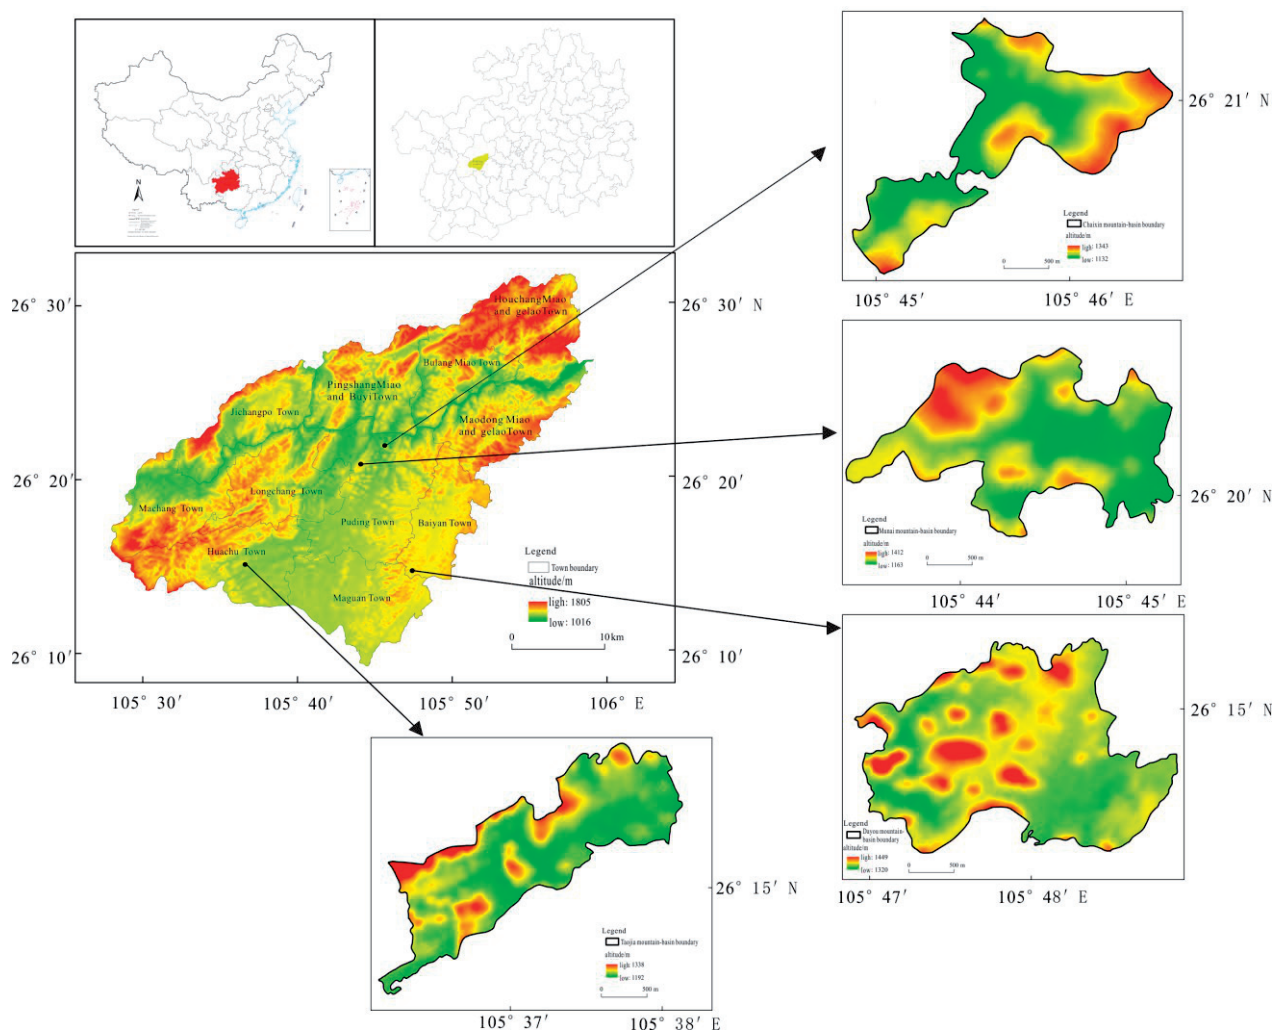 N
26° 30′
26° 20′
26° 10′
26° 30′ N
26° 20′
26° 10′
105° 30′
105° 40′
105° 50′
106° E
HouchangMiao
and gelaoTown
Bulang Miao Town
PingshangMiao
and BuyiTown
Jichangpo Town
Maodong Miao
and gelaoTown
Longchang Town
Machang Town
Puding Town
Baiyan Town
Huachu Town
Maguan Town
Legend
Town boundary
altitude/m
ligh: 1805
low: 1016
0
10km
26° 21′ N
Legend
Chaixin mountain-basin boundary
altitude/m
ligh: 1343
low: 1132
0
500 m
105° 45′
105° 46′ E
26° 20′ N
Legend
mountain-basin boundary
altitude/m
ligh: 1412
low: 1163
0
500 m
105° 44′
105° 45′ E
26° 15′ N
Legend
Dayou mountain-
basin boundary
altitude/m
ligh: 1449
low: 1320
0
500 m
105° 47′
105° 48′ E
26° 15′ N
Legend
Taojia mountain-basin boundary
altitude/m
ligh: 1338
low: 1192
0
500 m
105° 37′
105° 38′ E